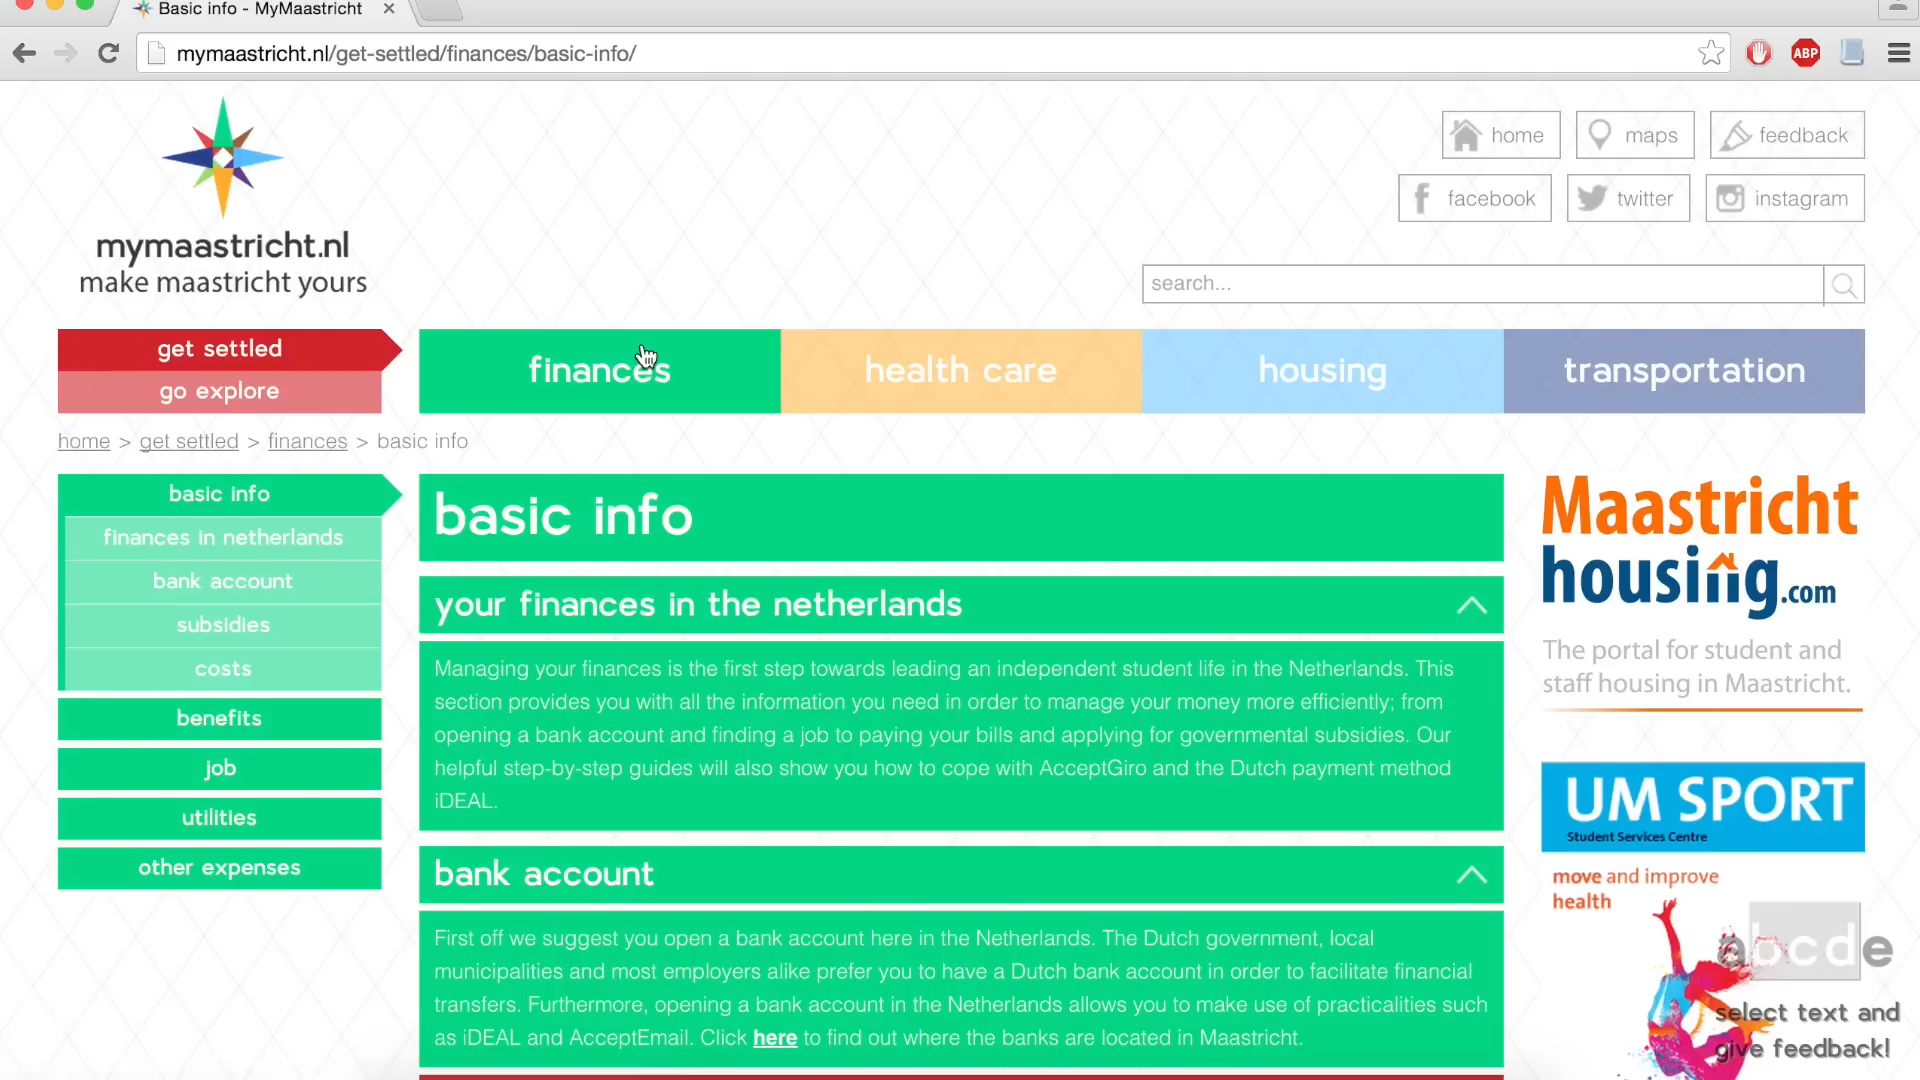 Basic info - MyMaastricht
mymaastricht.nl/get-settled/finances/basic-info/
ABP
home
maps
feedback
facebook
twitter
instagram
mymaastricht.nl
make maastricht yours
search...
get settled
go explore
finances
health care
housing
transportation
home > get settled > finances > basic info
basic info
finances in netherlands
bank account
subsidies
costs
benefits
job
utilities
other expenses
basic info
your finances in the netherlands
Managing your finances is the first step towards leading an independent student life in the Netherlands. This
section provides you with all the information you need in order to manage your money more efficiently; from
opening a bank account and finding a job to paying your bills and applying for governmental subsidies. Our
helpful step-by-step guides will also show you how to cope with AcceptGiro and the Dutch payment method
iDEAL.
bank account
First off we suggest you open a bank account here in the Netherlands. The Dutch government, local
municipalities and most employers alike prefer you to have a Dutch bank account in order to facilitate financial
transfers. Furthermore, opening a bank account in the Netherlands allows you to make use of practicalities such
as iDEAL and AcceptEmail. Click here to find out where the banks are located in Maastricht.
Maastricht
housing.com
The portal for student and
staff housing in Maastricht.
UM SPORT
Student Services Centre
move and improve
health
abcde
select text and
give feedback!